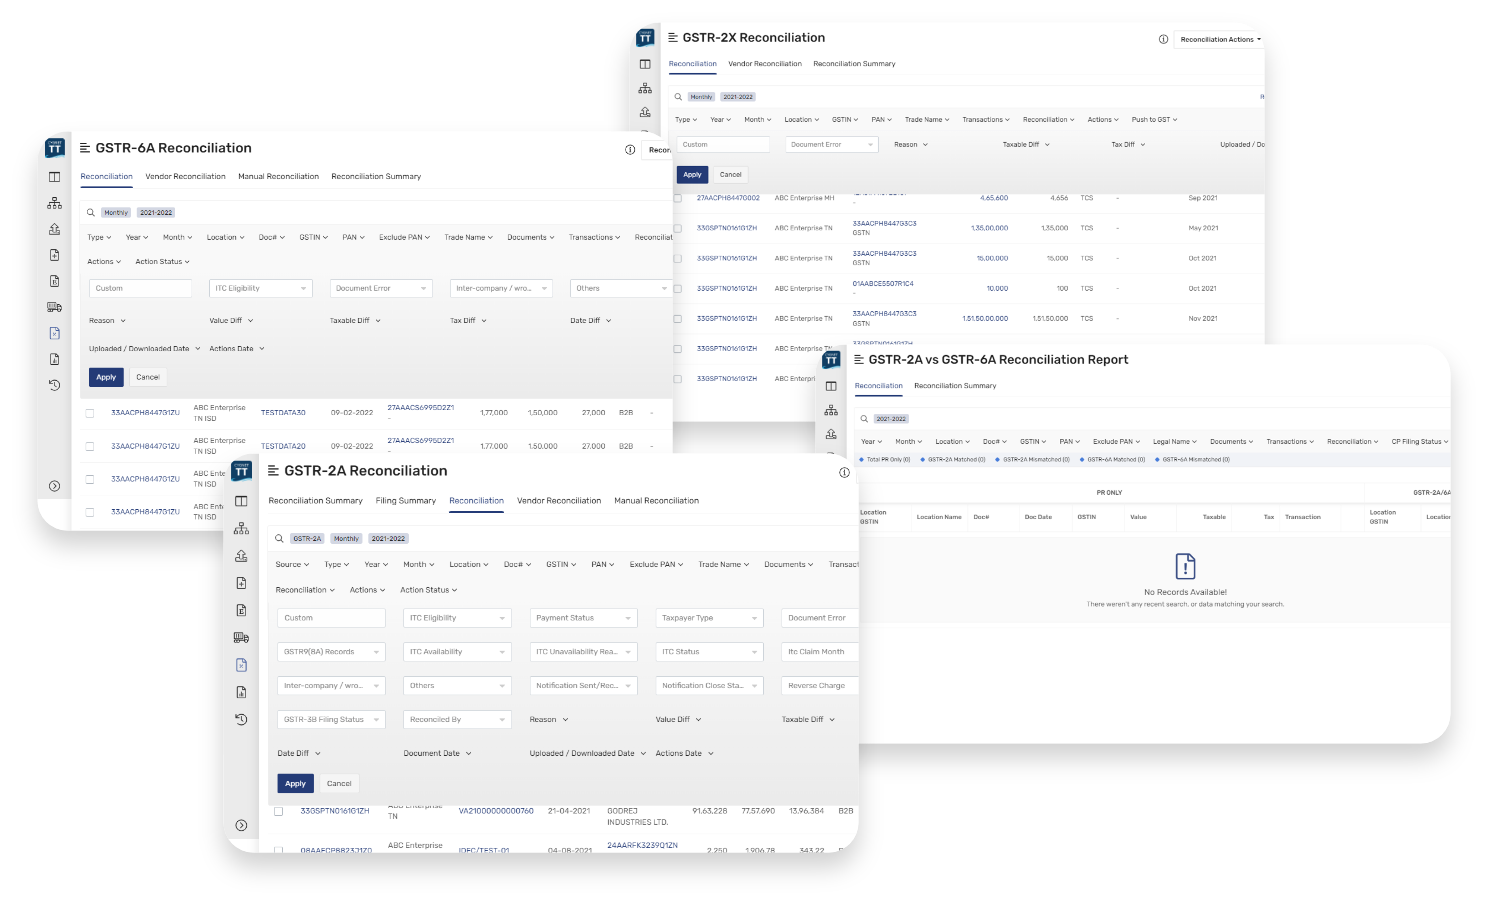 TT
GSTR-2X Reconciliation
Reconciliation Actions
Reconciliation Vendor Reconciliation Reconciliation Summary
Monthly 2021-2022
Type Year Month Location GSTIN PAN Trade Name Transactions Reconciliation Actions Push to GST
Custom Document Error Reason Taxable Diff Tax Diff Uploaded / Do
Apply Cancel
27AACPH8447G002 ABC Enterprise MH - 4,65,600 4,656 TCS - Sep 2021
33GSPTN0161G1ZH ABC Enterprise TN 33AACPH8447G3C3 1,35,00,000 1,35,000 TCS - May 2021
GSTN
33GSPTN0161G1ZH ABC Enterprise TN 33AACPH8447G3C3 15,00,000 15,000 TCS - Oct 2021
GSTN
33GSPTN0161G1ZH ABC Enterprise TN 01AABCE5507R1C4 10,000 100 TCS - Oct 2021
-
33GSPTN0161G1ZH ABC Enterprise TN 33AACPH8447G3C3 1,51,50,00,000 1,51,50,000 TCS - Nov 2021
GSTN
33GSPTN0161G1ZH ABC Enterprise TN
33GSPTN0161G1ZH ABC Enterpri
TT
GSTR-6A Reconciliation
Recon
Reconciliation Vendor Reconciliation Manual Reconciliation Reconciliation Summary
Monthly 2021-2022
Type Year Month Location Doc# GSTIN PAN Exclude PAN Trade Name Documents Transactions Reconciliat
Actions Action Status
Custom ITC Eligibility Document Error Inter-company / wro... Others
Reason Value Diff Taxable Diff Tax Diff Date Diff
Uploaded / Downloaded Date Actions Date
Apply Cancel
33AACPH8447G1ZU ABC Enterprise TN ISD TESTDATA30 09-02-2022 27AAACS6995D2Z1 - 1,77,000 1,50,000 27,000 B2B -
33AACPH8447G1ZU ABC Enterprise TN ISD TESTDATA20 09-02-2022 27AAACS6995D2Z1 1,77,000 1,50,000 27,000 B2B -
33AACPH8447G1ZU ABC Ente
TN ISD
33AACPH8447G1ZU ABC Ente
TN ISD
TT
GSTR-2A vs GSTR-6A Reconciliation Report
Reconciliation Reconciliation Summary
2021-2022
Year Month Location Doc# GSTIN PAN Exclude PAN Legal Name Documents Transactions Reconciliation CP Filing Status
Total PR Only (0) GSTR-2A Matched (0) GSTR-2A Mismatched (0) GSTR-6A Matched (0) GSTR-6A Mismatched (0)
PR ONLY GSTR-2A/6A
Location GSTIN Location Name Doc# Doc Date GSTIN Value Taxable Tax Transaction Location GSTIN Location
No Records Available!
There weren't any recent search, or data matching your search.
TT
GSTR-2A Reconciliation
Reconciliation Summary Filing Summary Reconciliation Vendor Reconciliation Manual Reconciliation
GSTR-2A Monthly 2021-2022
Source Type Year Month Location Doc# GSTIN PAN Exclude PAN Trade Name Documents Transact
Reconciliation Actions Action Status
Custom ITC Eligibility Payment Status Taxpayer Type Document Error
GSTR9(8A) Records ITC Availability ITC Unavailability Rea... ITC Status Itc Claim Month
Inter-company / wro... Others Notification Sent/Rec... Notification Close Sta... Reverse Charge
GSTR-3B Filing Status Reconciled By Reason Value Diff Taxable Diff
Date Diff Document Date Uploaded / Downloaded Date Actions Date
Apply Cancel
33GSPTN0161G1ZH ABC Enterprise TN VA21000000000760 21-04-2021 GODREJ INDUSTRIES LTD. 91,63,228 77,57,690 13,96,384 B2B
08AAFCP8823J1Z0 ABC Enterprise IDFC/TEST-01 04-08-2021 24AARFK3239Q1ZN 2,250 1,906.78 343.22